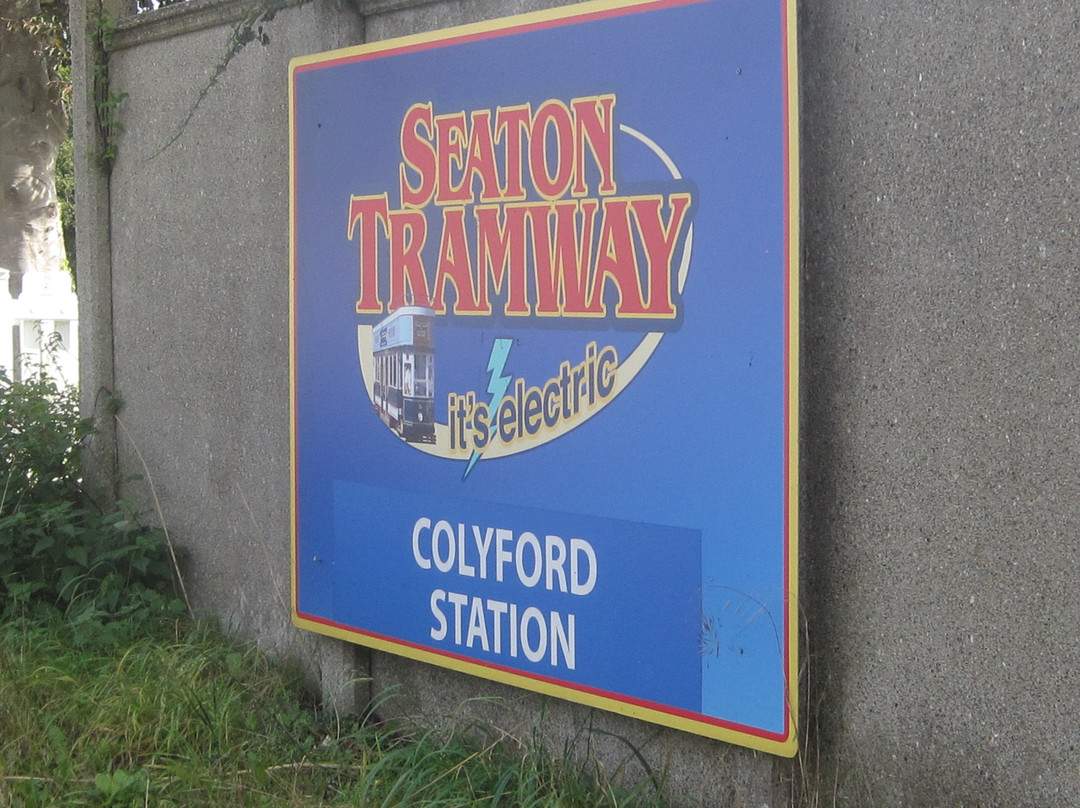 SEATON
TRAMWAY
it's electric
COLYFORD
STATION